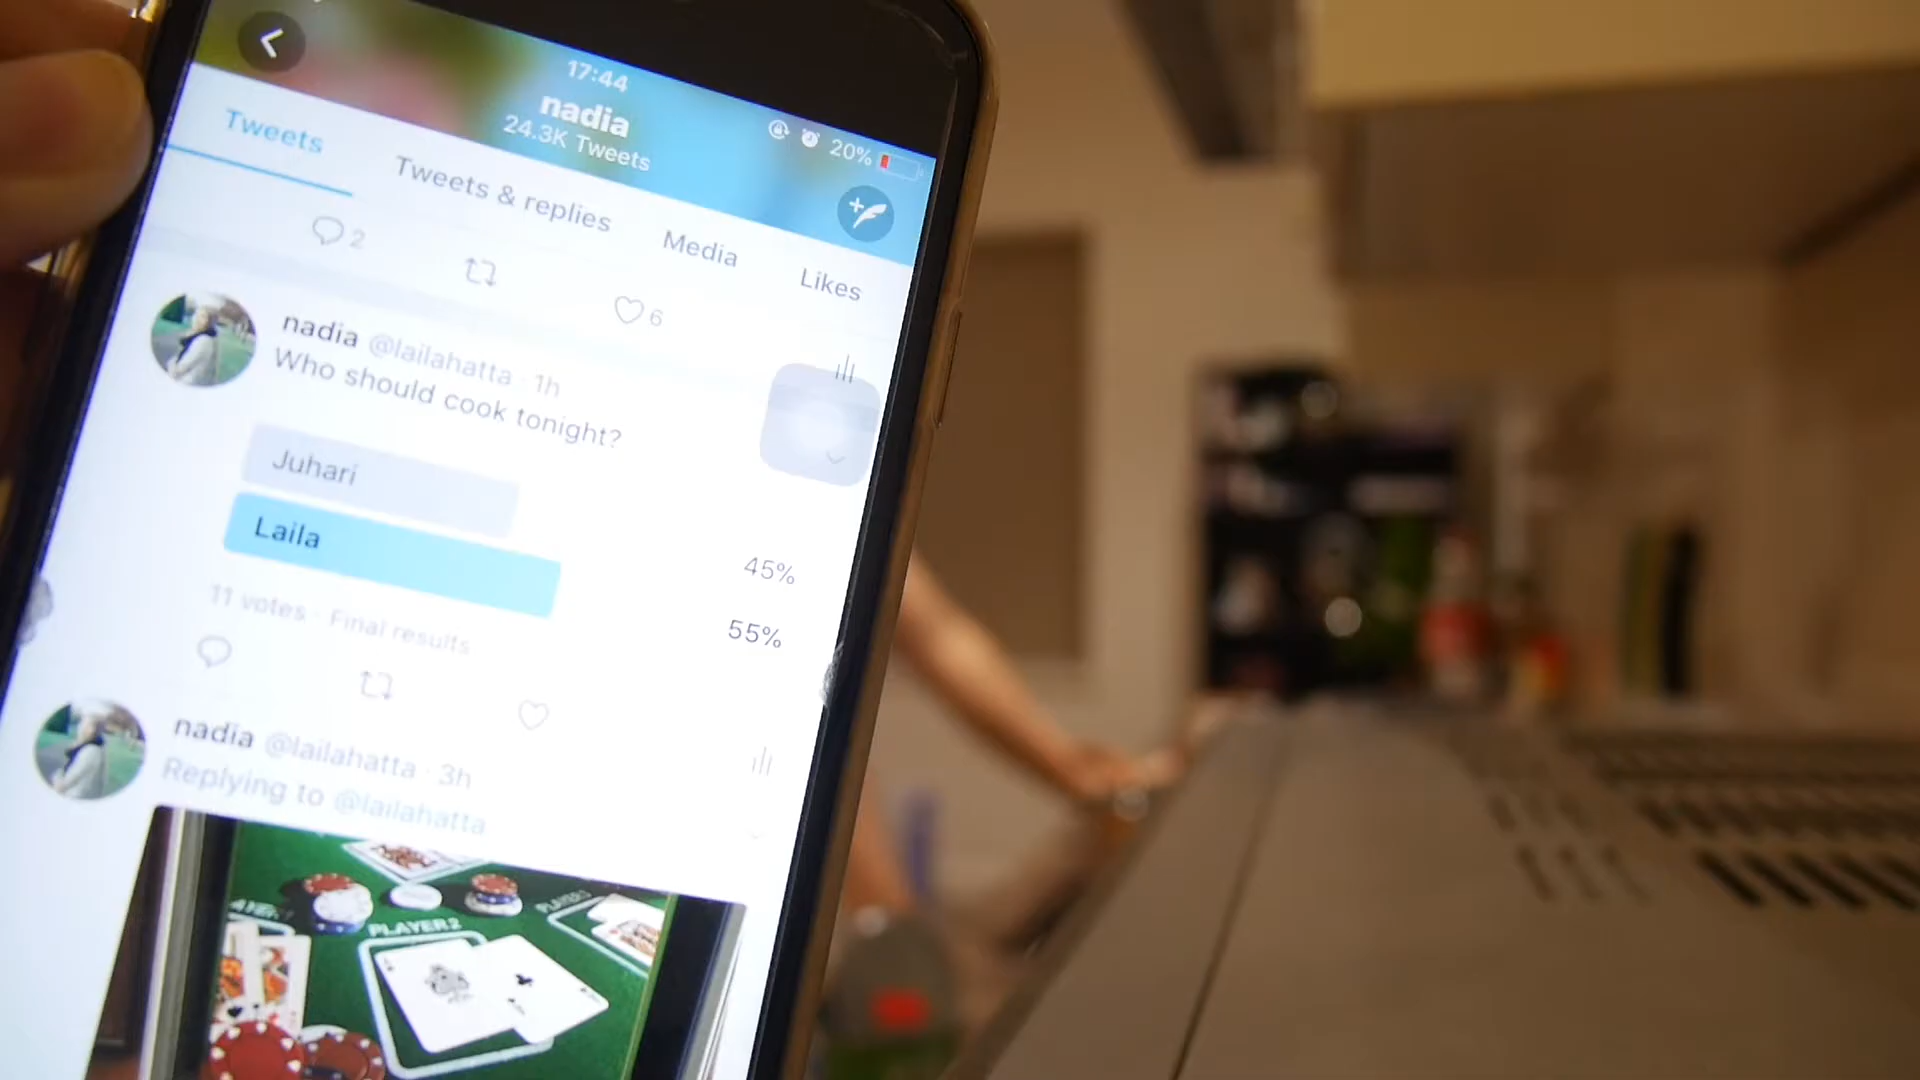 17:44
nadia
24.3K Tweets
20%
Tweets
Tweets & replies
Media
Likes
2
6
nadia @lailahatta · 1h
Who should cook tonight?
Juhari
45%
Laila
55%
11 votes · Final results
nadia @lailahatta · 3h
Replying to @lailahatta
PLAYER 2